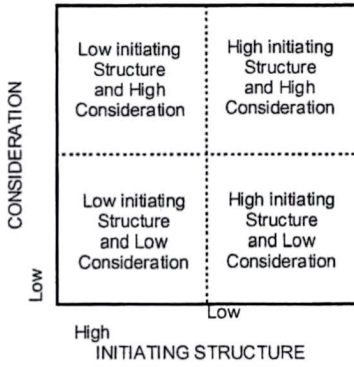 Low initiating
Structure
and High
Consideration
High initiating
Structure
and High
Consideration
Low initiating
Structure
and Low
Consideration
High initiating
Structure
and Low
Consideration
CONSIDERATION
Low
Low
High
INITIATING STRUCTURE